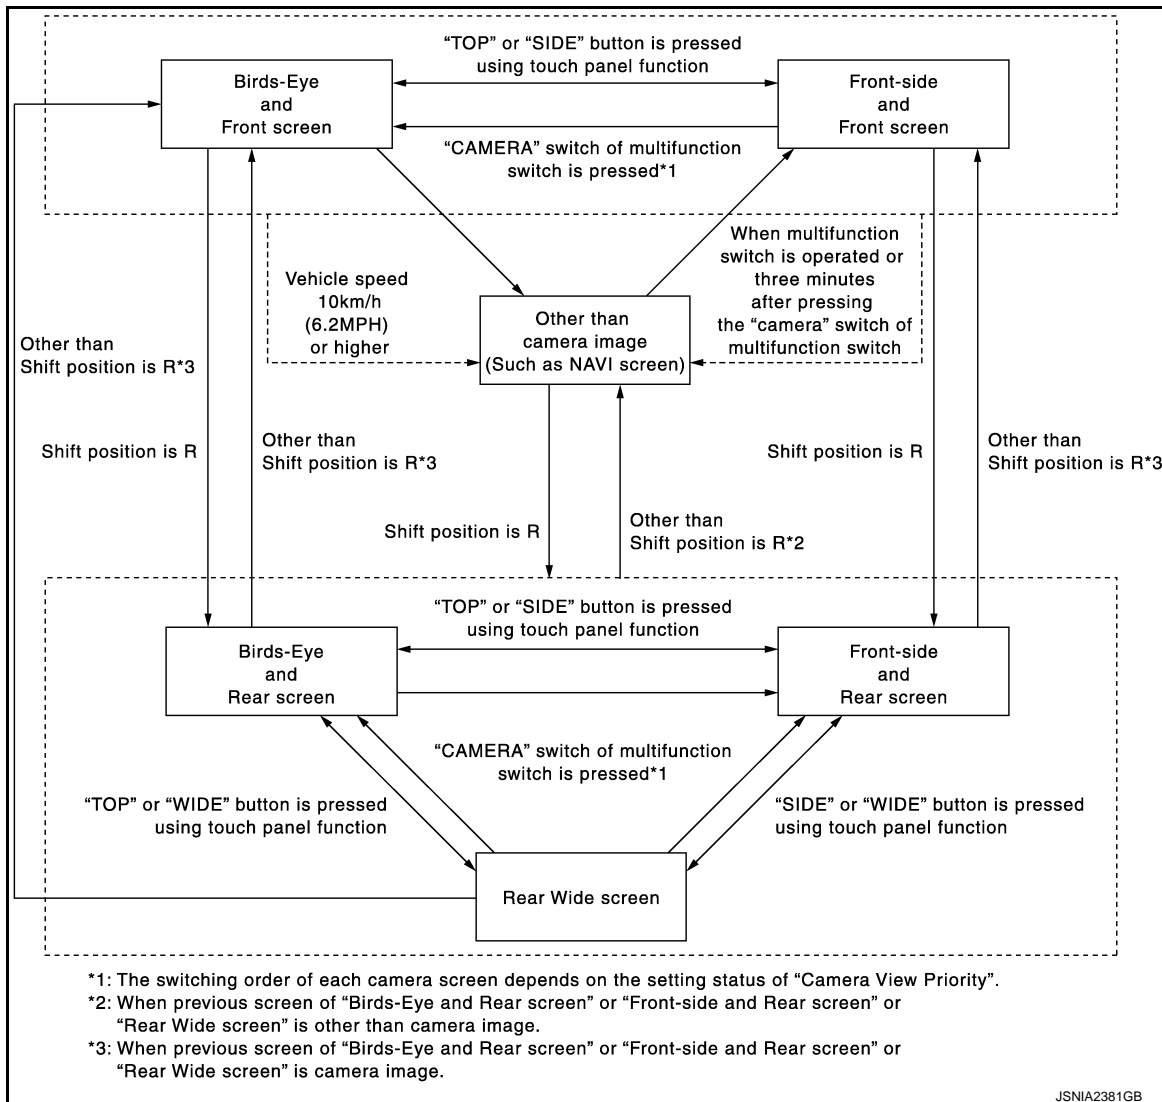 “TOP” or “SIDE” button is pressed
using touch panel function
Birds-Eye
and
Front screen
Front-side
and
Front screen
“CAMERA” switch of multifunction
switch is pressed*1
When multifunction
switch is operated or
three minutes
after pressing
the “camera” switch of
multifunction switch
Vehicle speed
10km/h
(6.2MPH)
or higher
Other than
camera image
(Such as NAVI screen)
Other than
Shift position is R*3
Shift position is R
Other than
Shift position is R*3
Shift position is R
Other than
Shift position is R*3
Shift position is R
Other than
Shift position is R*2
“TOP” or “SIDE” button is pressed
using touch panel function
Birds-Eye
and
Rear screen
Front-side
and
Rear screen
“CAMERA” switch of multifunction
switch is pressed*1
“TOP” or “WIDE” button is pressed
using touch panel function
“SIDE” or “WIDE” button is pressed
using touch panel function
Rear Wide screen
*1: The switching order of each camera screen depends on the setting status of “Camera View Priority”.
*2: When previous screen of “Birds-Eye and Rear screen” or “Front-side and Rear screen” or
“Rear Wide screen” is other than camera image.
*3: When previous screen of “Birds-Eye and Rear screen” or “Front-side and Rear screen” or
“Rear Wide screen” is camera image.
JSNIA2381GB